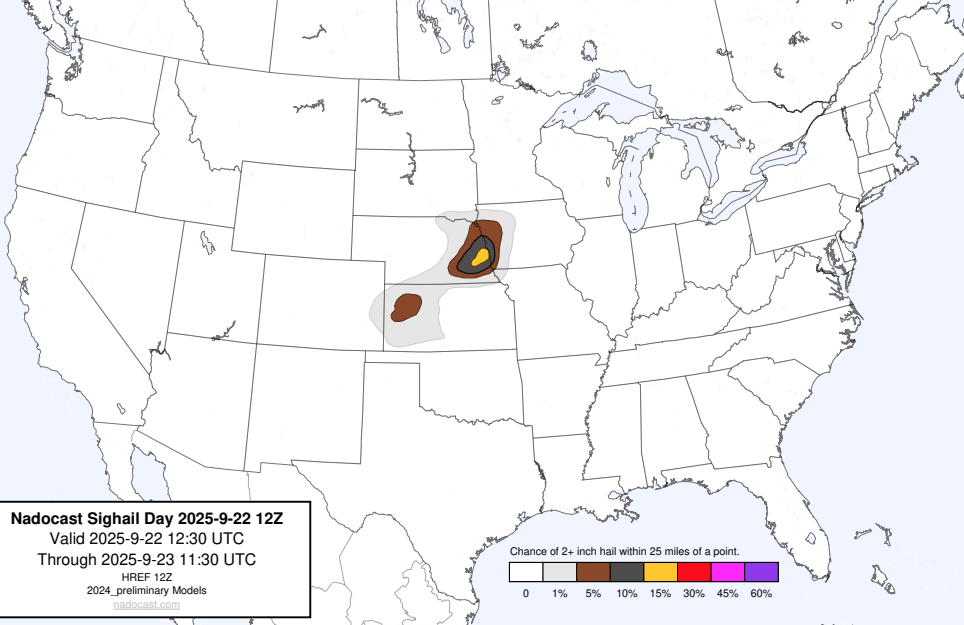 Nadocast Sighail Day 2025-9-22 12Z
Valid 2025-9-22 12:30 UTC
Through 2025-9-23 11:30 UTC
HREF 12Z
2024_preliminary Models
nadocast.com
Chance of 2+ inch hail within 25 miles of a point.
0 1% 5% 10% 15% 30% 45% 60%